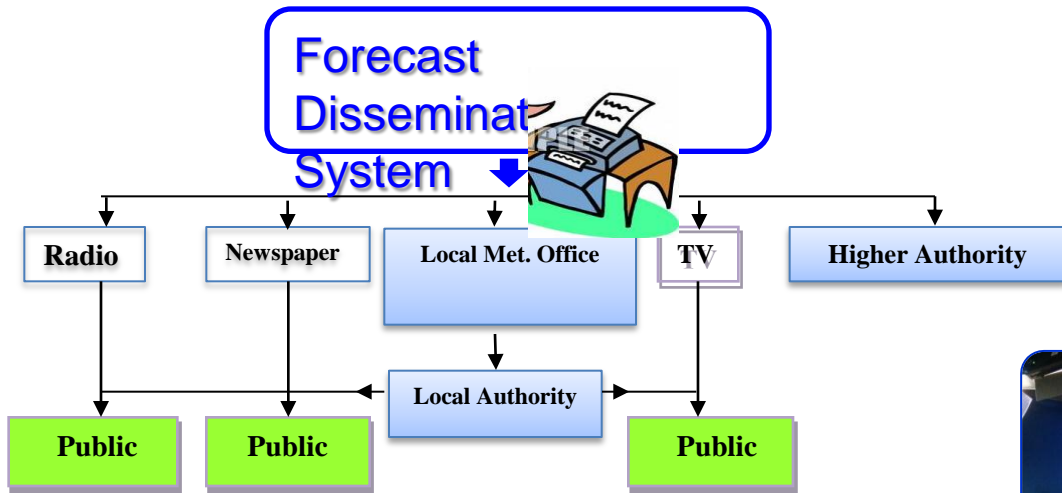 Forecast
Disseminat
System
Radio
Newspaper
Local Met. Office
TV
Higher Authority
Local Authority
Public
Public
Public